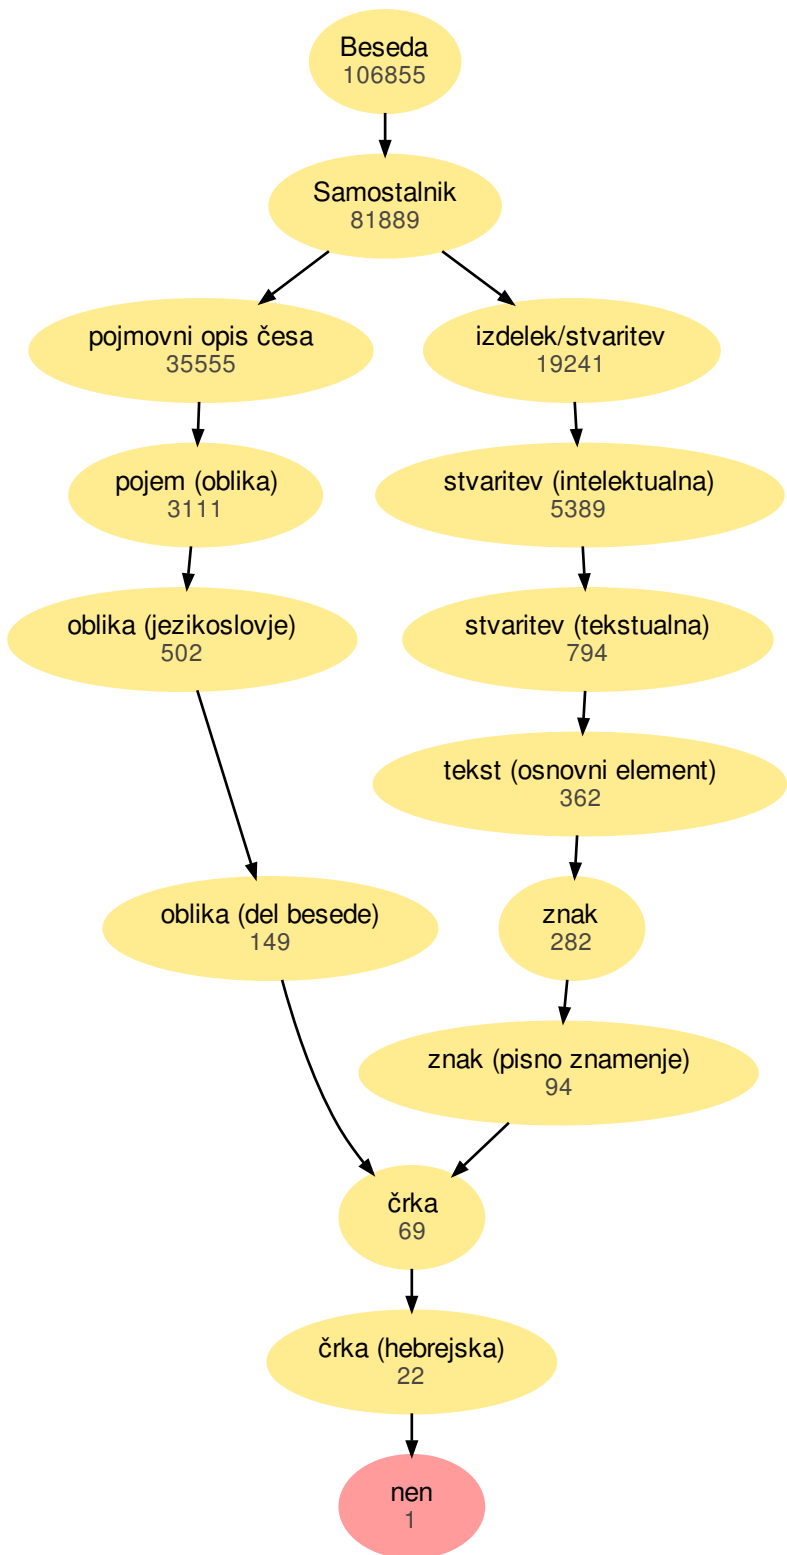 Beseda
106855
Samostalnik
81889
pojmovni opis česa
35555
izdelek/stvaritev
19241
pojem (oblika)
3111
stvaritev (intelektualna)
5389
oblika (jezikoslovje)
502
stvaritev (tekstualna)
794
tekst (osnovni element)
362
oblika (del besede)
149
znak
282
znak (pisno znamenje)
94
črka
69
črka (hebrejska)
22
nen
1